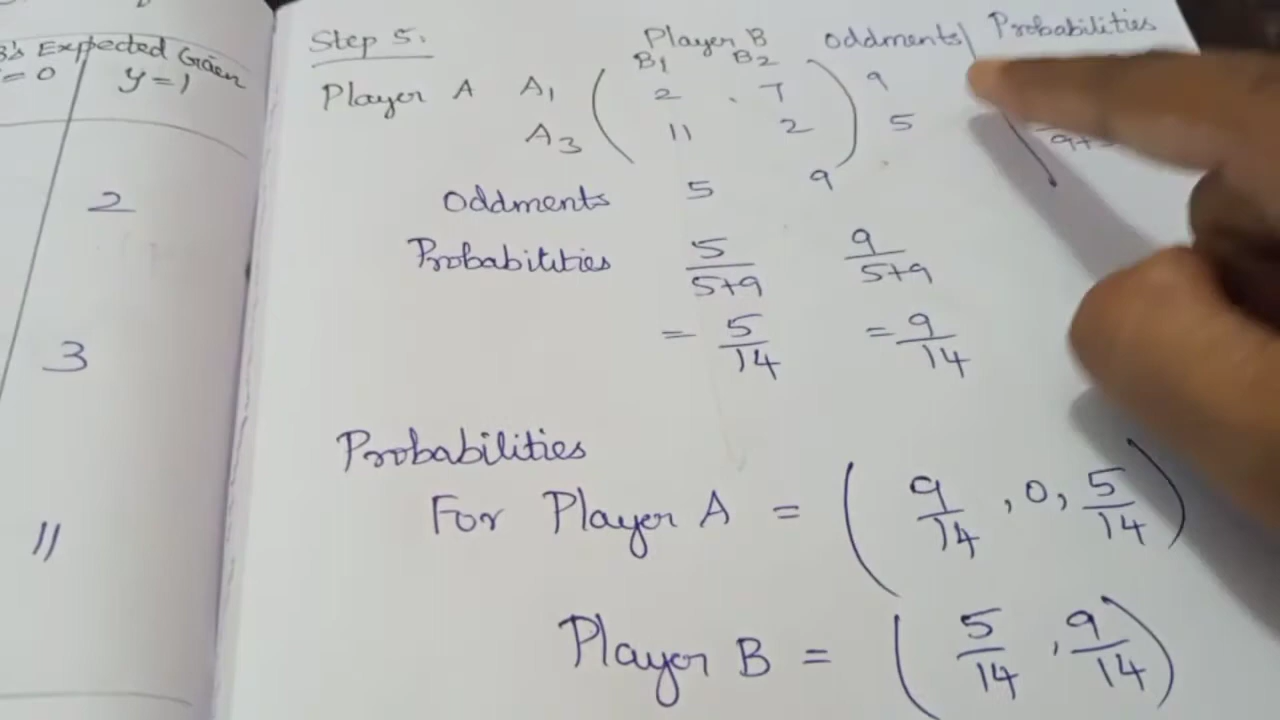 B's Expected Gaien
= 0 y = 1
2
3
11
Step 5.
Player B Oddments Probabilities
B1 B2
Player A A1 2 7 9
A3 11 2 5
Oddments 5 9
Probabilities 5/5+9 9/5+9
= 5/14 = 9/14
Probabilities
For Player A = ( 9/14 , 0, 5/14 )
Player B = ( 5/14 , 9/14 )